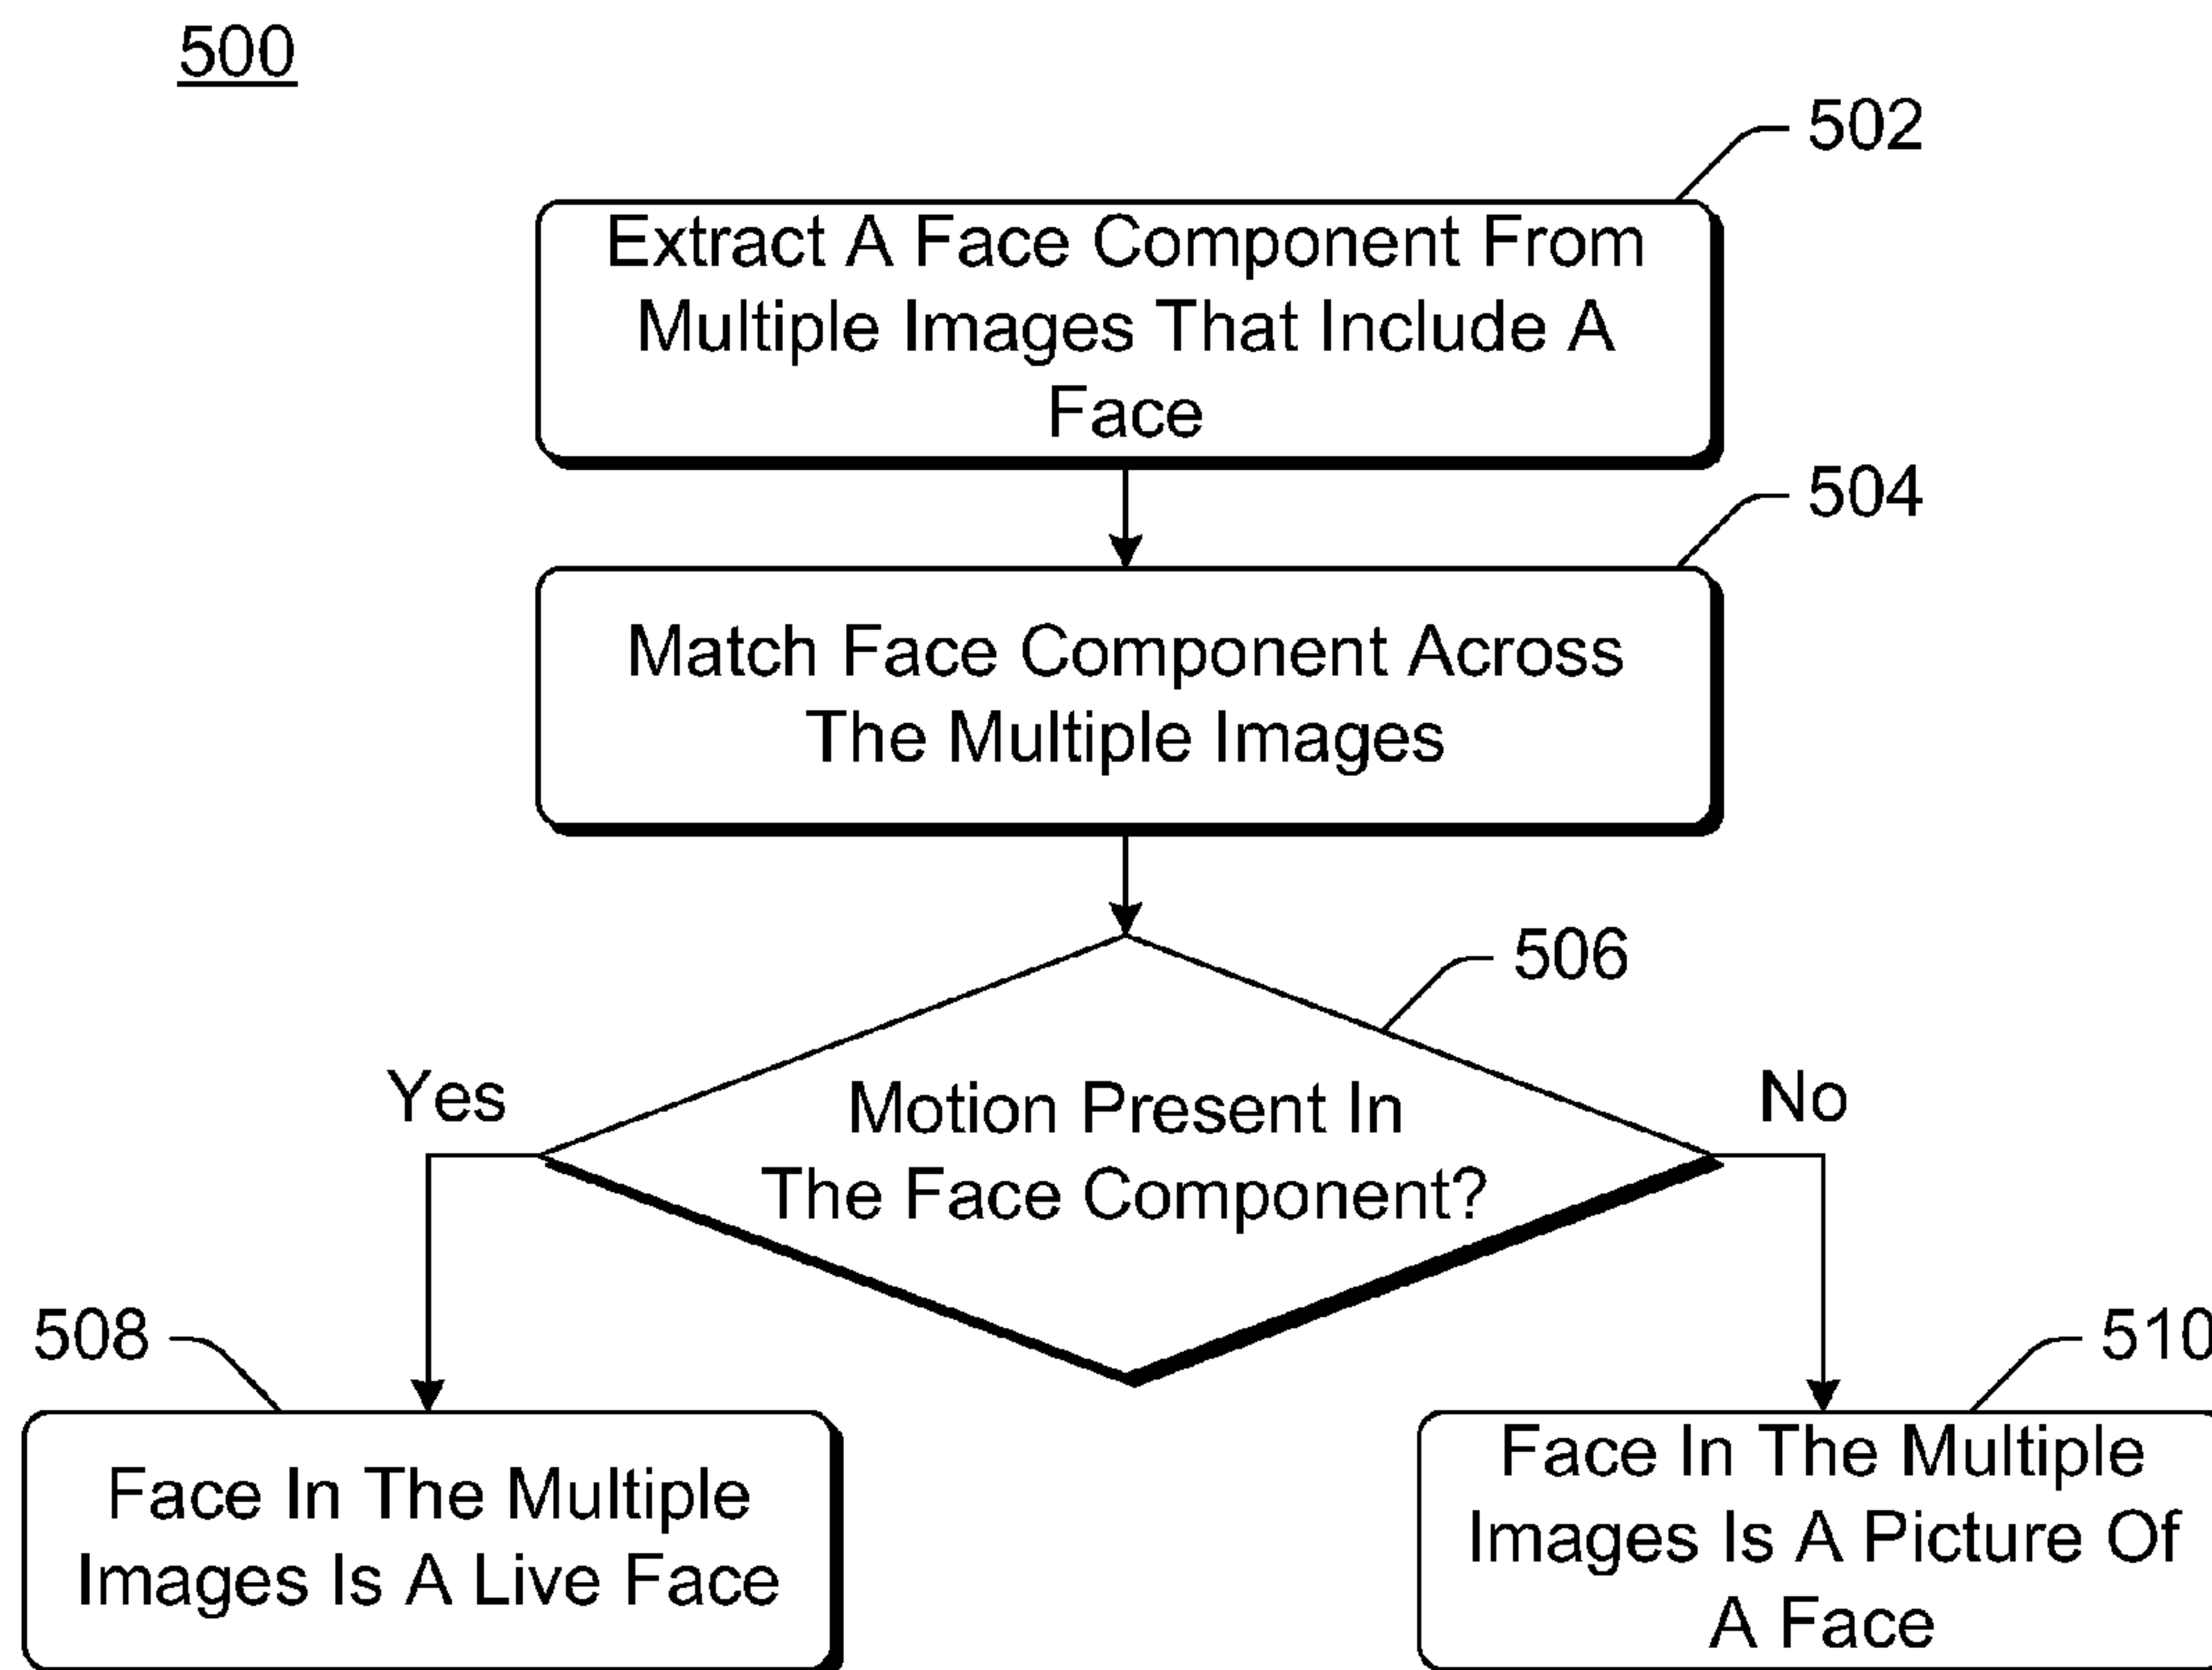 500
502
Extract A Face Component From
Multiple Images That Include A
Face
504
Match Face Component Across
The Multiple Images
506
Yes
Motion Present In
The Face Component?
No
508
510
Face In The Multiple
Images Is A Live Face
Face In The Multiple
Images Is A Picture Of
A Face